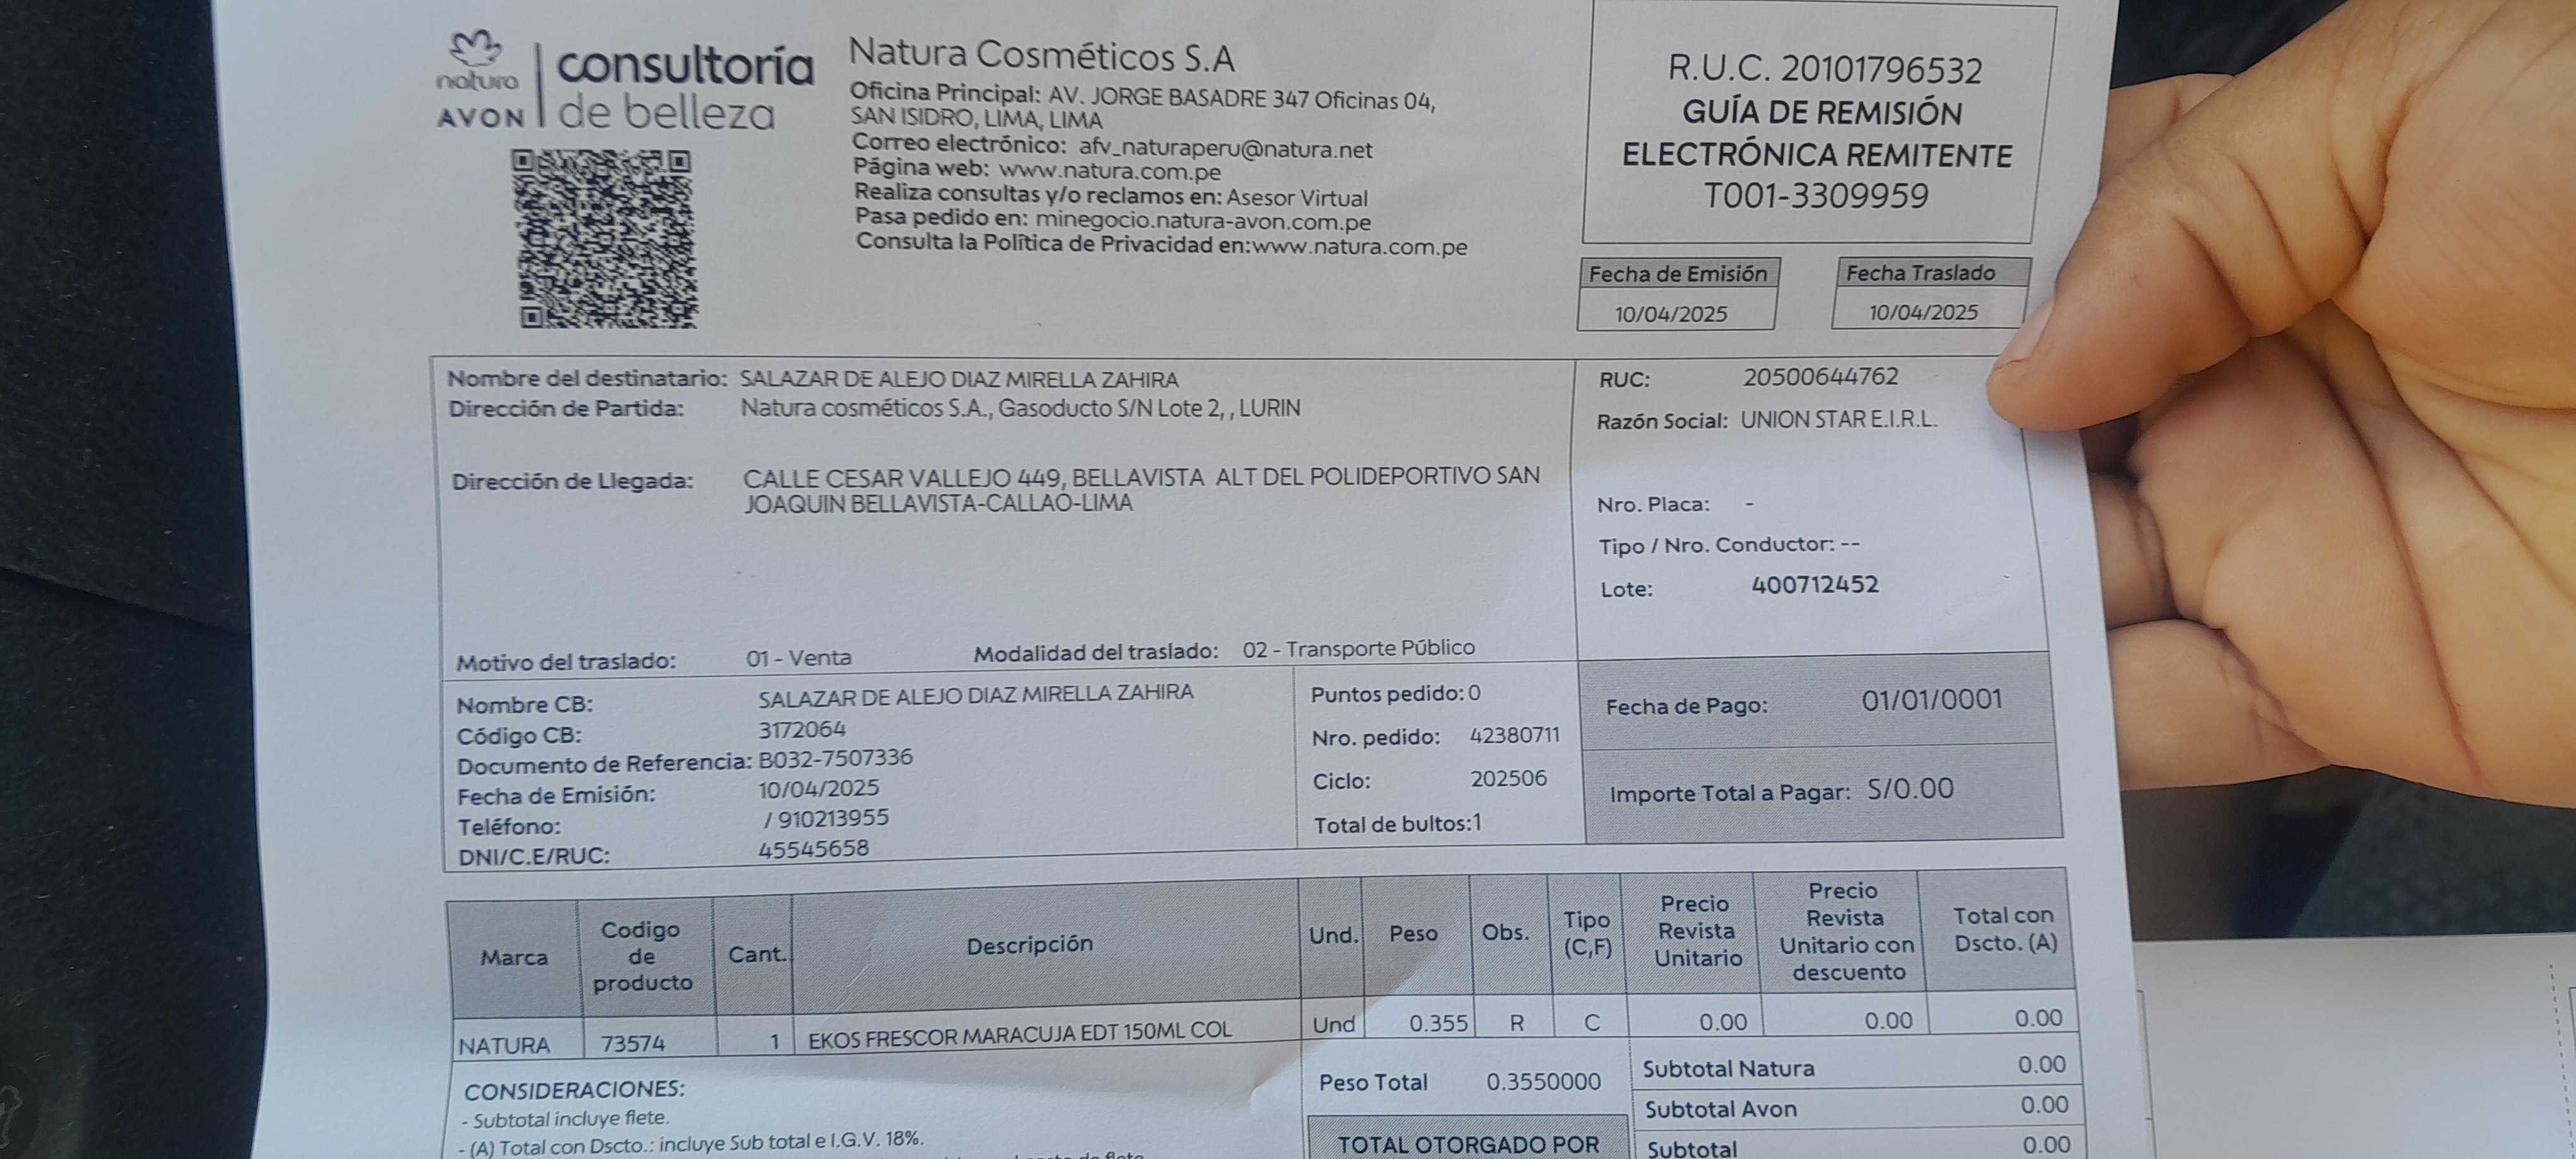 natura
AVON
consultoría
de belleza
Natura Cosméticos S.A
Oficina Principal: AV. JORGE BASADRE 347 Oficinas 04,
SAN ISIDRO, LIMA, LIMA
Correo electrónico: afv_naturaperu@natura.net
Página web: www.natura.com.pe
Realiza consultas y/o reclamos en: Asesor Virtual
Pasa pedido en: minegocio.natura-avon.com.pe
Consulta la Política de Privacidad en:www.natura.com.pe
R.U.C. 20101796532
GUÍA DE REMISIÓN
ELECTRÓNICA REMITENTE
T001-3309959
Fecha de Emisión
10/04/2025
Fecha Traslado
10/04/2025
Nombre del destinatario: SALAZAR DE ALEJO DIAZ MIRELLA ZAHIRA
Dirección de Partida: Natura cosméticos S.A., Gasoducto S/N Lote 2, , LURIN
Dirección de Llegada: CALLE CESAR VALLEJO 449, BELLAVISTA ALT DEL POLIDEPORTIVO SAN
JOAQUIN BELLAVISTA-CALLAO-LIMA
Motivo del traslado: 01 - Venta Modalidad del traslado: 02 - Transporte Público
RUC: 20500644762
Razón Social: UNION STAR E.I.R.L.
Nro. Placa: -
Tipo / Nro. Conductor: --
Lote: 400712452
Nombre CB: SALAZAR DE ALEJO DIAZ MIRELLA ZAHIRA
Código CB: 3172064
Documento de Referencia: B032-7507336
Fecha de Emisión: 10/04/2025
Teléfono: / 910213955
DNI/C.E/RUC: 45545658
Puntos pedido: 0
Nro. pedido: 42380711
Ciclo: 202506
Total de bultos:1
Fecha de Pago: 01/01/0001
Importe Total a Pagar: S/0.00
Marca
Codigo
de
producto
Cant.
Descripción
Und.
Peso
Obs.
Tipo
(C,F)
Precio
Revista
Unitario
Precio
Revista
Unitario con
descuento
Total con
Dscto. (A)
NATURA 73574 1 EKOS FRESCOR MARACUJA EDT 150ML COL Und 0.355 R C 0.00 0.00 0.00
CONSIDERACIONES:
- Subtotal incluye flete.
- (A) Total con Dscto.: incluye Sub total e I.G.V. 18%.
Peso Total 0.3550000
TOTAL OTORGADO POR
Subtotal Natura 0.00
Subtotal Avon 0.00
Subtotal 0.00